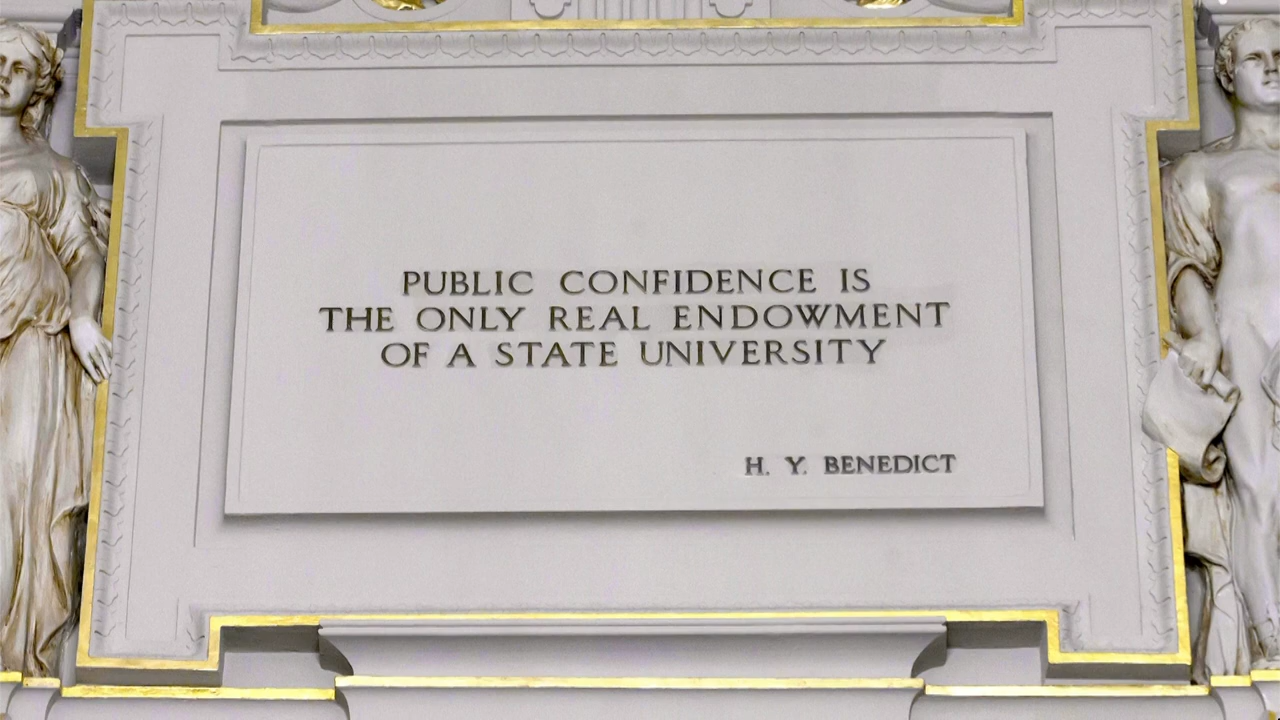 PUBLIC CONFIDENCE IS
THE ONLY REAL ENDOWMENT
OF A STATE UNIVERSITY
H. Y. BENEDICT